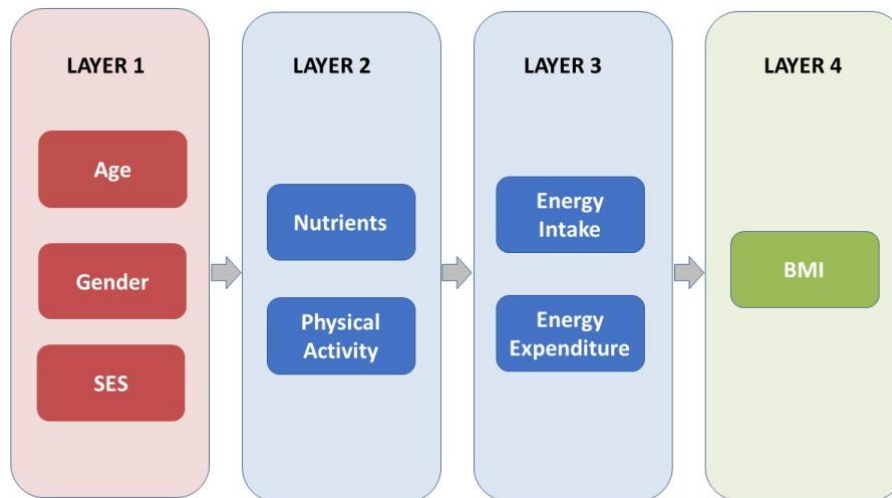 LAYER 1
Age
Gender
SES
LAYER 2
Nutrients
Physical
Activity
LAYER 3
Energy
Intake
Energy
Expenditure
LAYER 4
BMI